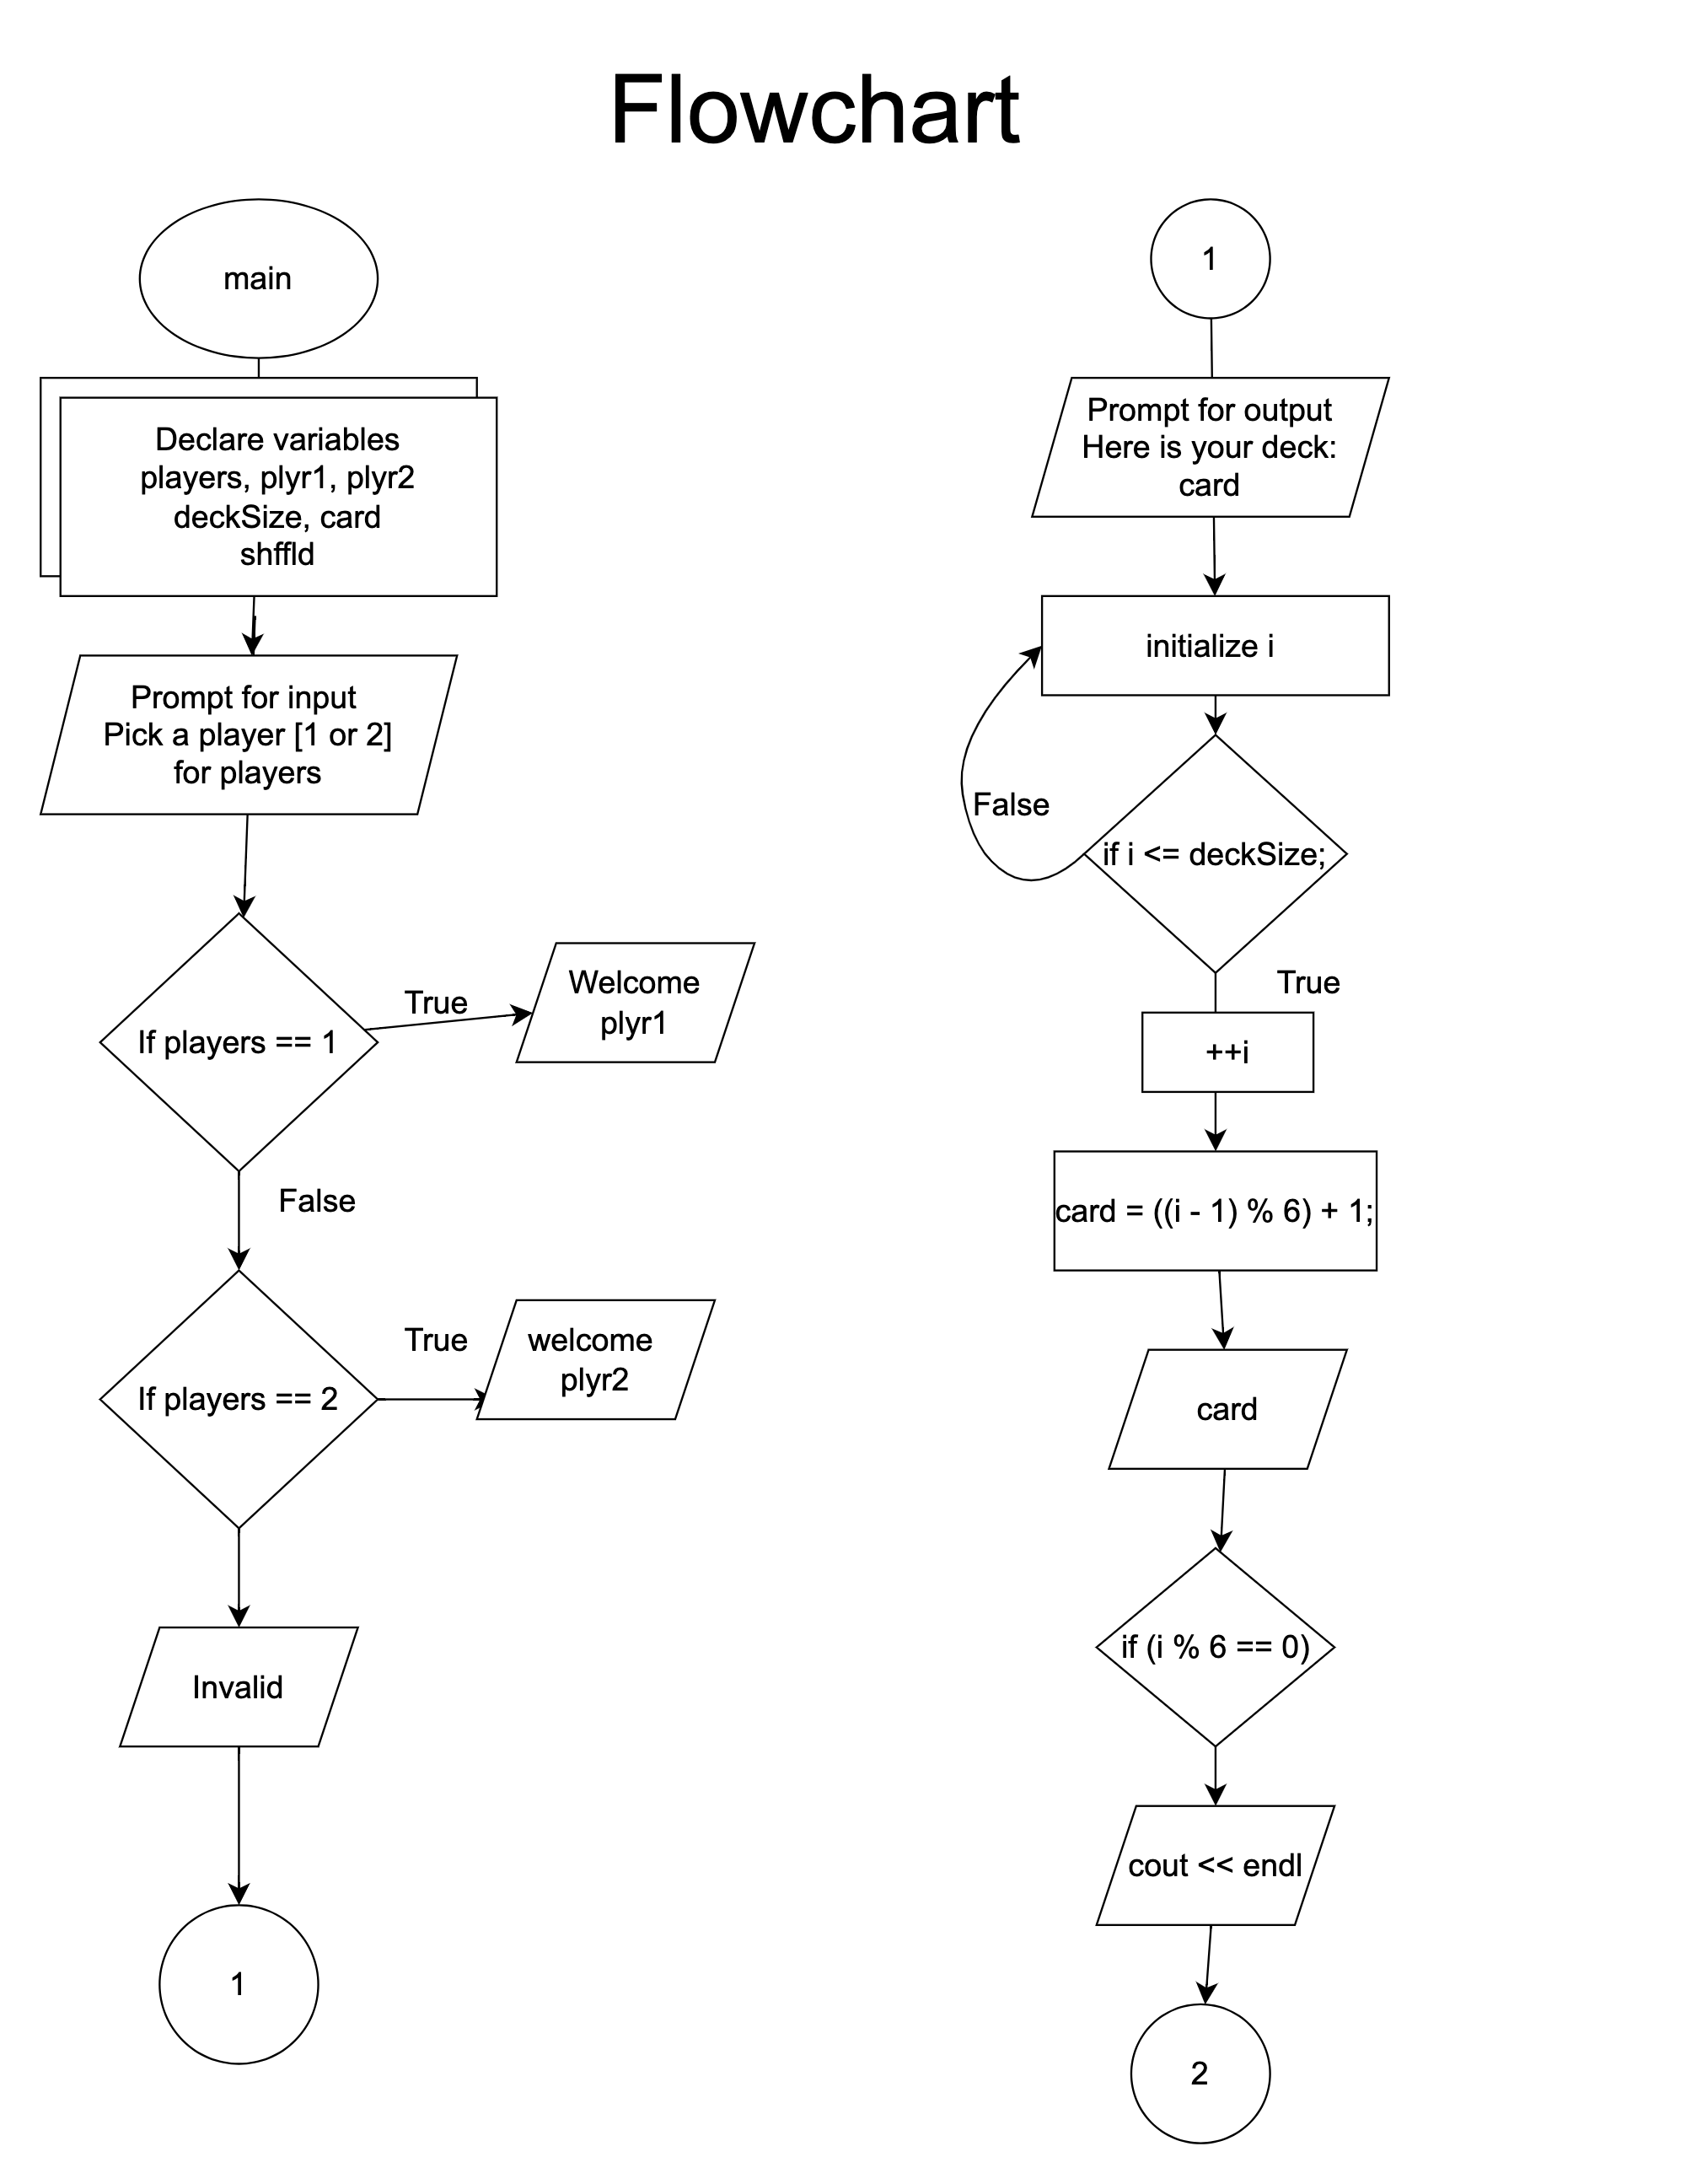 Flowchart
main
Declare variables
players, plyr1, plyr2
deckSize, card
shffld
Prompt for input
Pick a player [1 or 2]
for players
If players == 1
True
Welcome
plyr1
False
If players == 2
True
welcome
plyr2
Invalid
1
1
Prompt for output
Here is your deck:
card
initialize i
False
if i <= deckSize;
True
++i
card = ((i - 1) % 6) + 1;
card
if (i % 6 == 0)
cout << endl
2